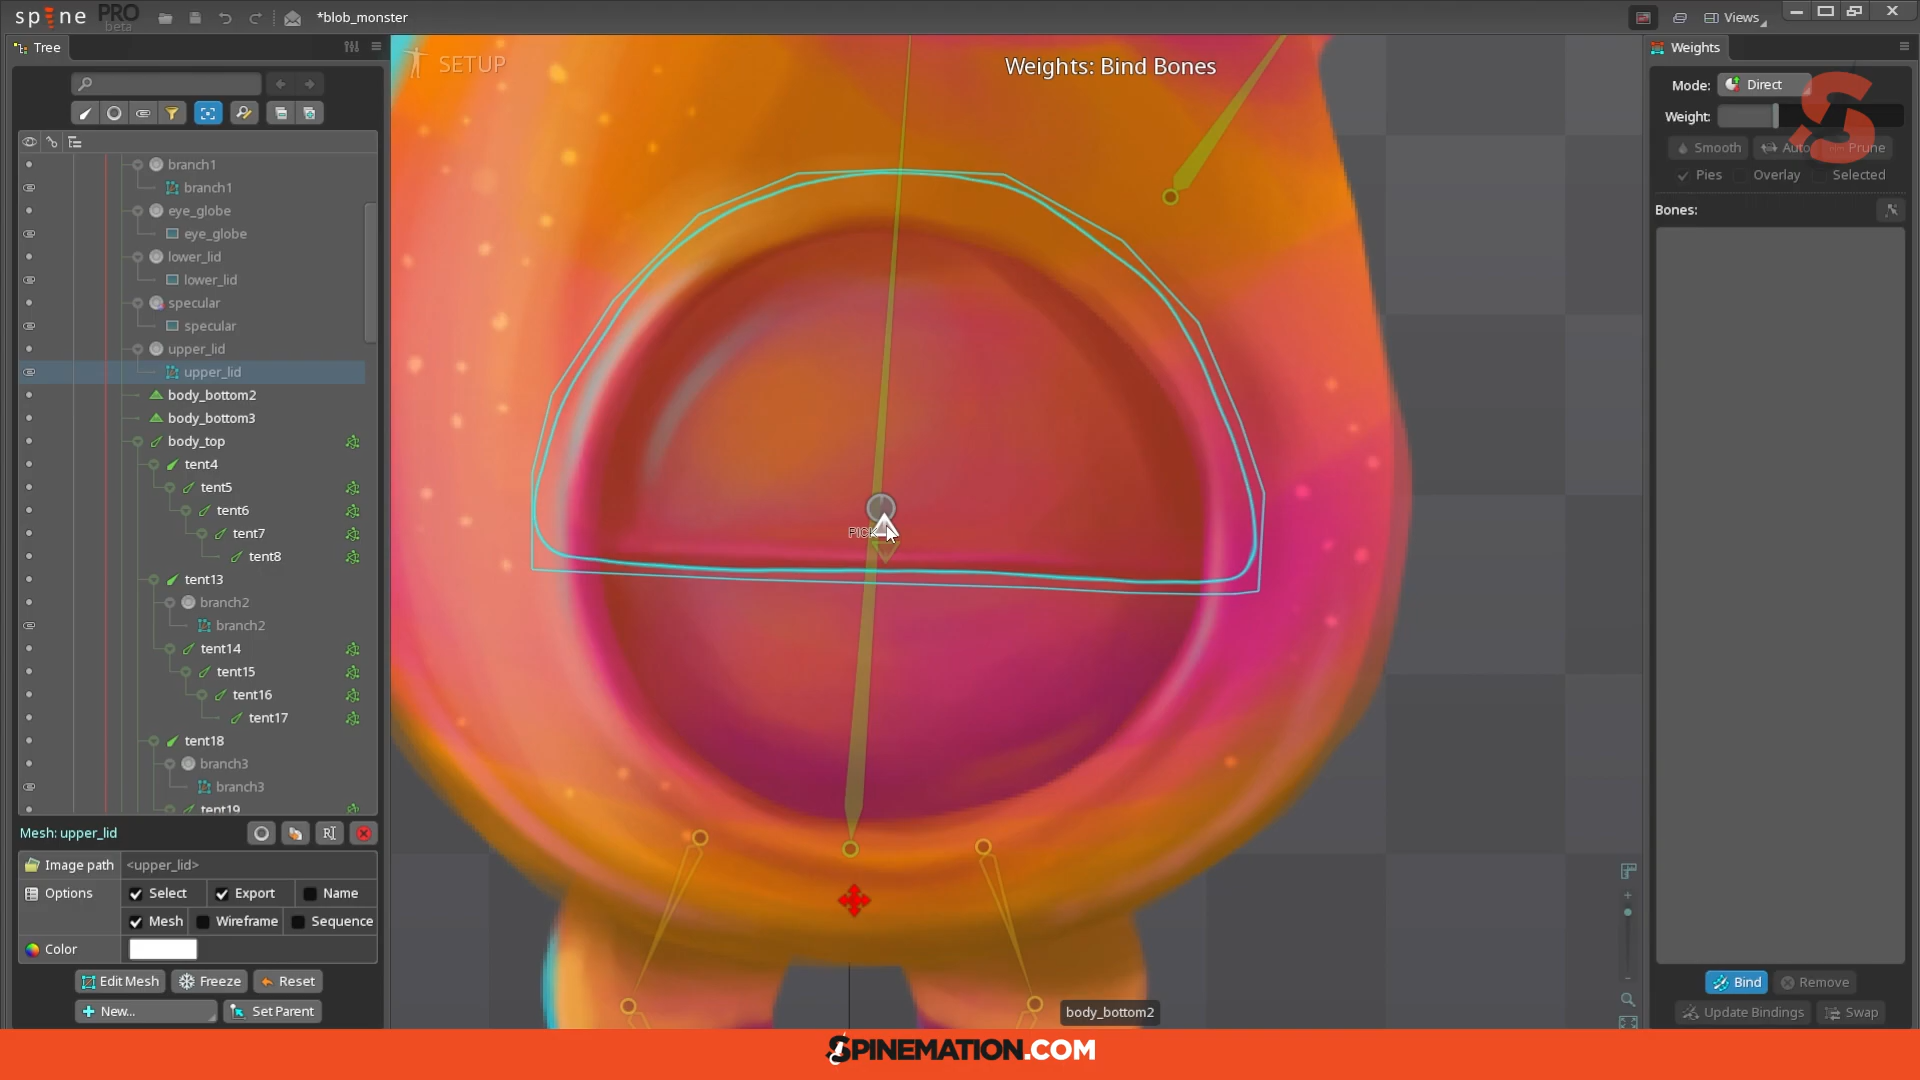 spine PRO beta
*blob_monster
Views
Tree
SETUP
Weights: Bind Bones
Weights
Mode: Direct
Weight:
Smooth Auto Prune
Pies Overlay Selected
Bones:
branch1
branch1
eye_globe
eye_globe
lower_lid
lower_lid
specular
specular
upper_lid
upper_lid
body_bottom2
body_bottom3
body_top
tent4
tent5
tent6
tent7
tent8
tent13
branch2
branch2
tent14
tent15
tent16
tent17
tent18
branch3
branch3
tent19
Mesh: upper_lid
Image path <upper_lid>
Options Select Export Name
Mesh Wireframe Sequence
Color
Edit Mesh Freeze Reset
New... Set Parent
body_bottom2
Bind Remove
Update Bindings Swap
SPINEMATION.COM